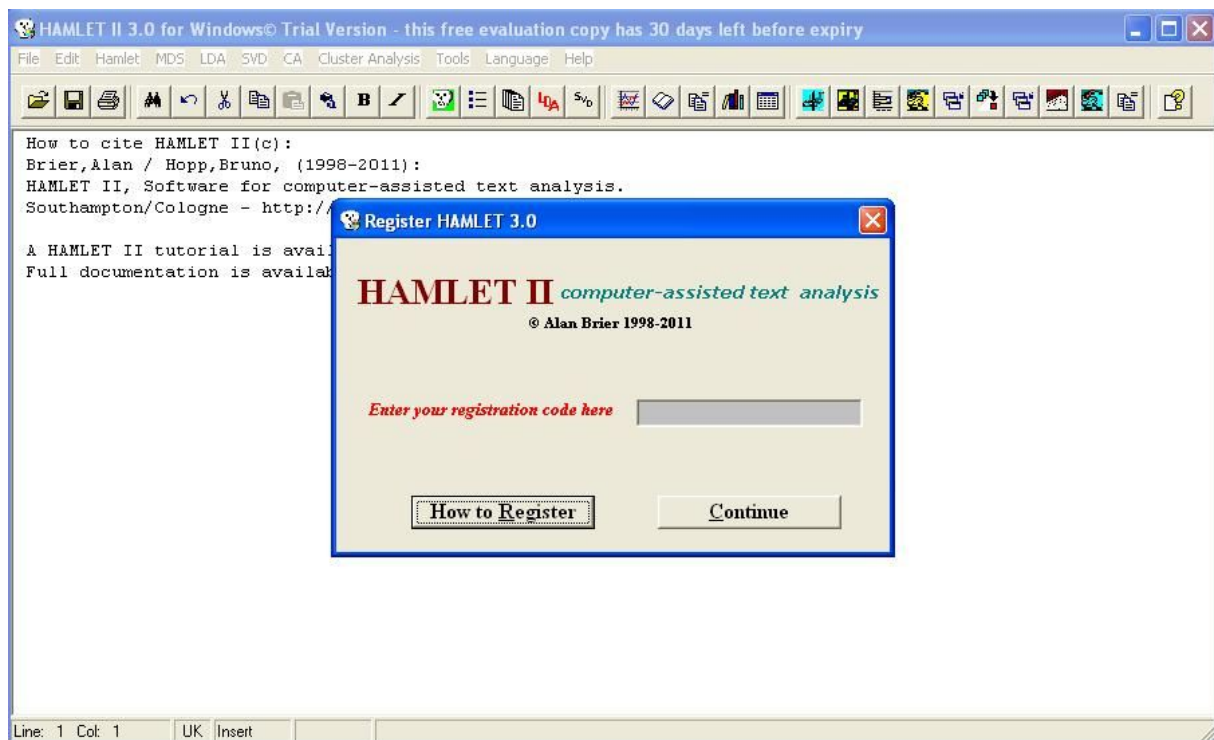 HAMLET II 3.0 for Windows© Trial Version - this free evaluation copy has 30 days left before expiry
File Edit Hamlet MDS LDA SVD CA Cluster Analysis Tools Language Help
B I LDA SVD
How to cite HAMLET II(c):
Brier,Alan / Hopp,Bruno, (1998-2011):
HAMLET II, Software for computer-assisted text analysis.
Southampton/Cologne - http:/
A HAMLET II tutorial is avail
Full documentation is availab
Register HAMLET 3.0
HAMLET II computer-assisted text analysis
© Alan Brier 1998-2011
Enter your registration code here
How to Register
Continue
Line: 1 Col: 1 UK Insert